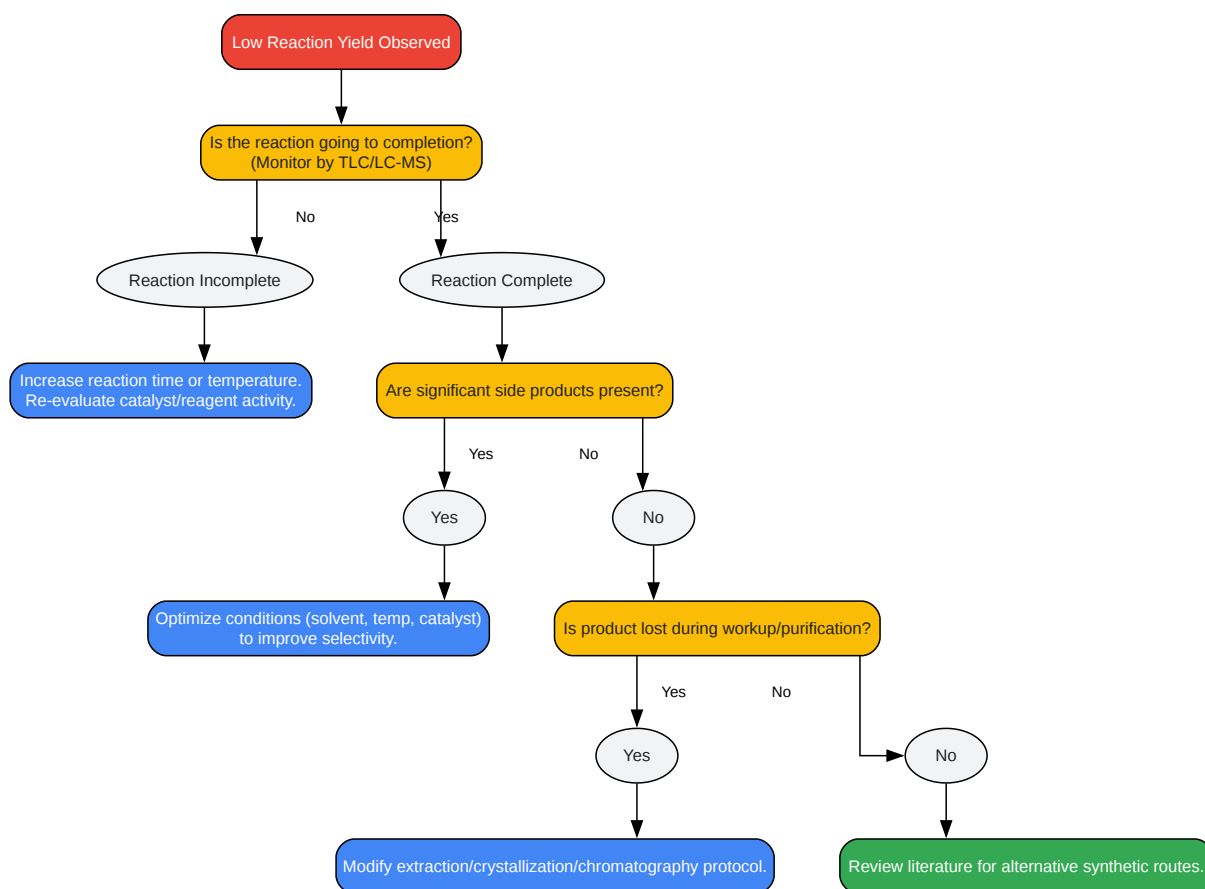 Low Reaction Yield Observed
Is the reaction going to completion?
(Monitor by TLC/LC-MS)
No
Yes
Reaction Incomplete
Reaction Complete
Increase reaction time or temperature.
Re-evaluate catalyst/reagent activity.
Are significant side products present?
Yes
No
Yes
No
Optimize conditions (solvent, temp, catalyst)
to improve selectivity.
Is product lost during workup/purification?
Yes
No
Yes
No
Modify extraction/crystallization/chromatography protocol.
Review literature for alternative synthetic routes.